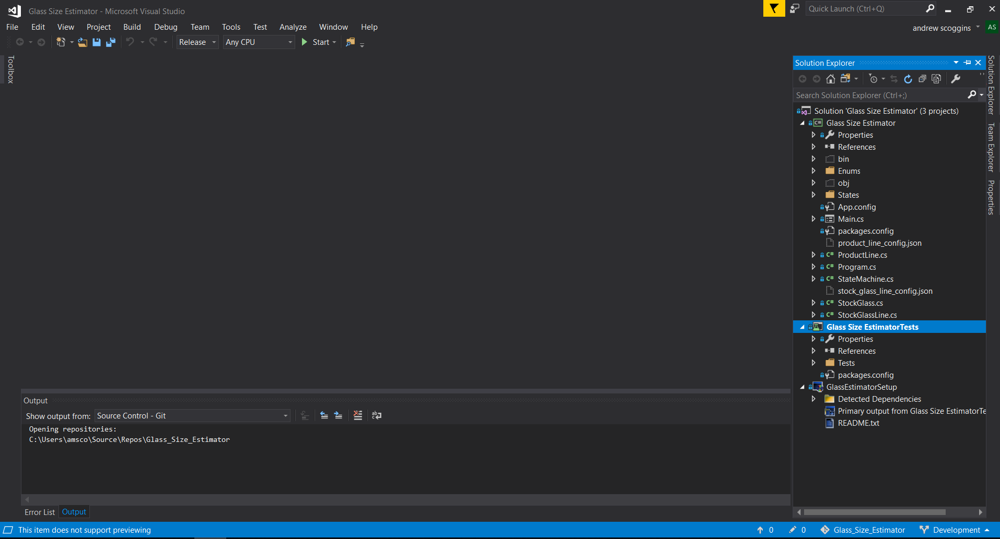 Glass Size Estimator - Microsoft Visual Studio
Quick Launch (Ctrl+Q)
File Edit View Project Build Debug Team Tools Test Analyze Window Help
andrew scoggins AS
Release Any CPU Start
Toolbox
Solution Explorer
Search Solution Explorer (Ctrl+;)
Solution 'Glass Size Estimator' (3 projects)
Glass Size Estimator
Properties
References
bin
Enums
obj
States
App.config
Main.cs
packages.config
product_line_config.json
ProductLine.cs
Program.cs
StateMachine.cs
stock_glass_line_config.json
StockGlass.cs
StockGlassLine.cs
Glass Size EstimatorTests
Properties
References
Tests
packages.config
GlassEstimatorSetup
Detected Dependencies
Primary output from Glass Size EstimatorTe
README.txt
Solution Explorer
Team Explorer
Properties
Output
Show output from: Source Control - Git
Opening repositories:
C:\Users\amsco\Source\Repos\Glass_Size_Estimator
Error List Output
This item does not support previewing
0 0 Glass_Size_Estimator Development